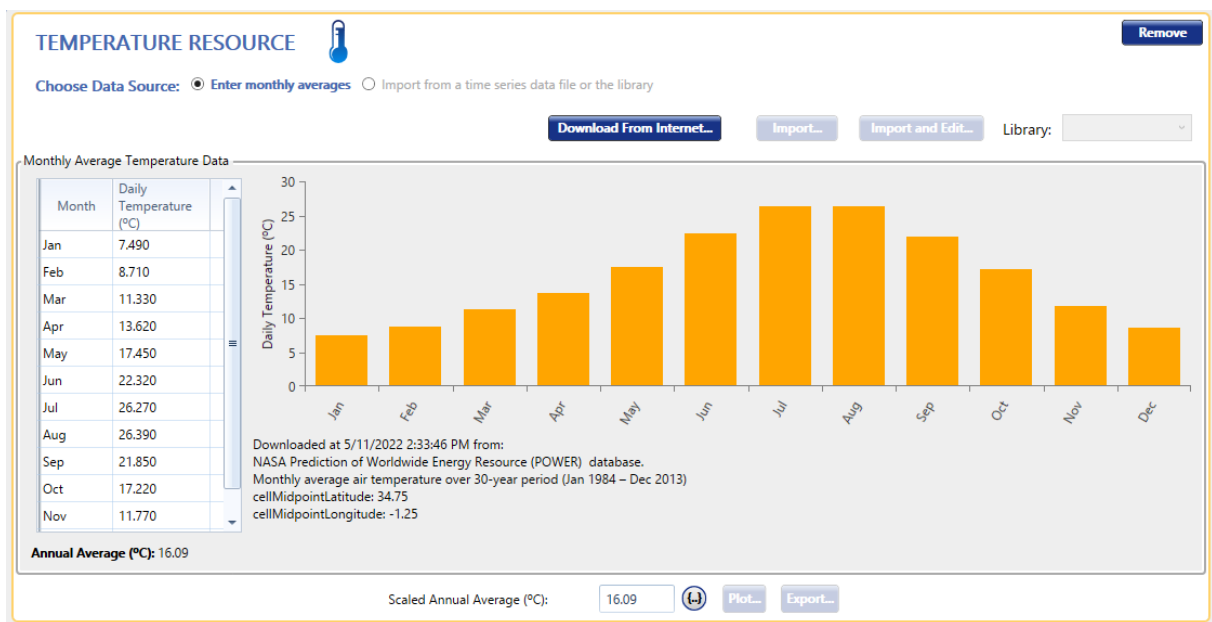 TEMPERATURE RESOURCE
Remove
Choose Data Source: Enter monthly averages Import from a time series data file or the library
Download From Internet... Import... Import and Edit... Library:
Monthly Average Temperature Data
Month Daily Temperature (ºC)
Jan 7.490
Feb 8.710
Mar 11.330
Apr 13.620
May 17.450
Jun 22.320
Jul 26.270
Aug 26.390
Sep 21.850
Oct 17.220
Nov 11.770
Daily Temperature (ºC)
30
25
20
15
10
5
0
Jan Feb Mar Apr May Jun Jul Aug Sep Oct Nov Dec
Downloaded at 5/11/2022 2:33:46 PM from:
NASA Prediction of Worldwide Energy Resource (POWER) database.
Monthly average air temperature over 30-year period (Jan 1984 – Dec 2013)
cellMidpointLatitude: 34.75
cellMidpointLongitude: -1.25
Annual Average (ºC): 16.09
Scaled Annual Average (ºC): 16.09 {..} Plot... Export...